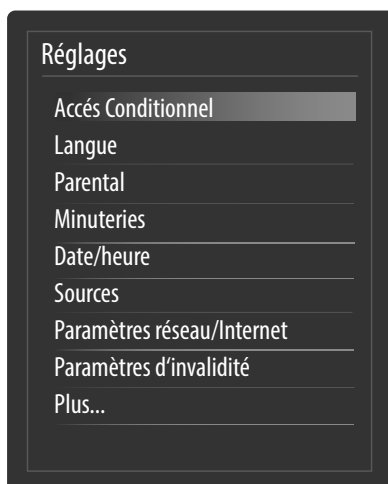 Réglages
Accés Conditionnel
Langue
Parental
Minuteries
Date/heure
Sources
Paramètres réseau/Internet
Paramètres d‘invalidité
Plus...